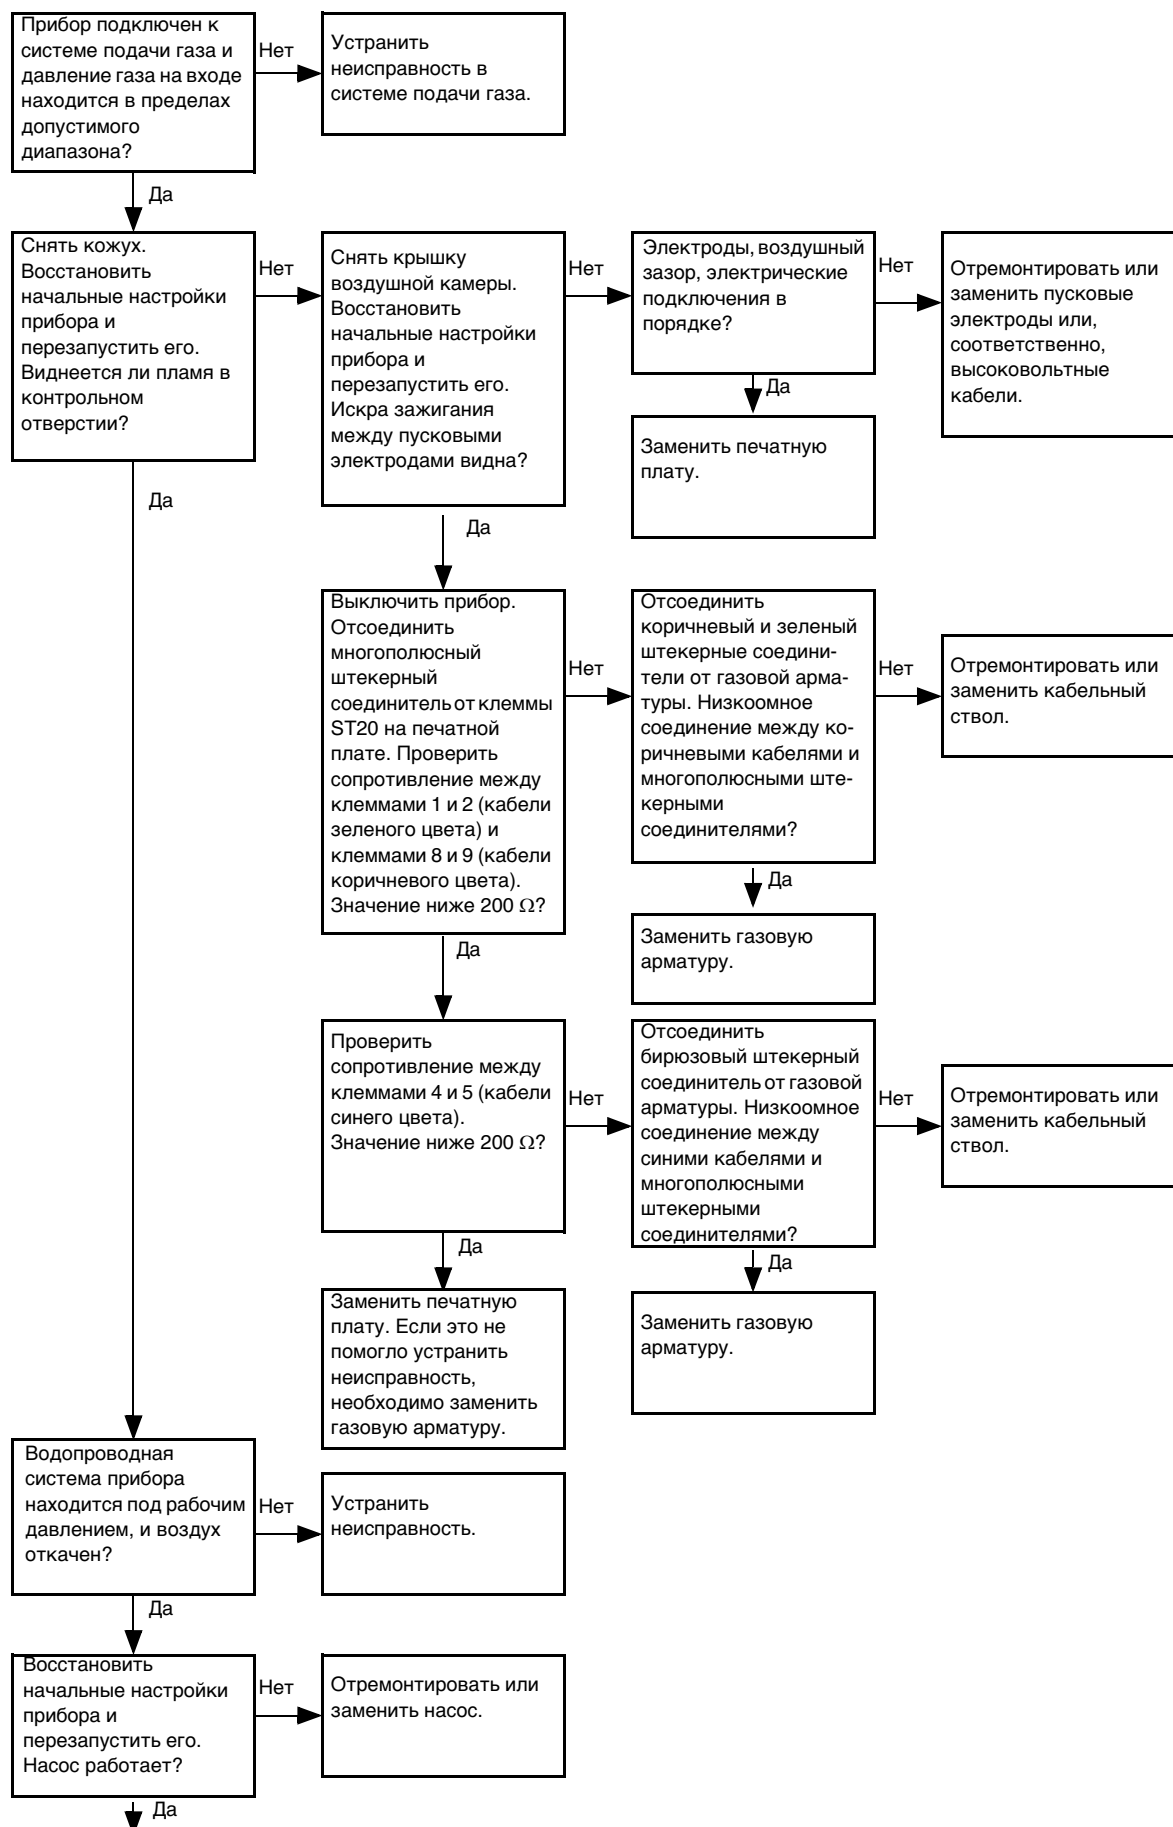 Прибор подключен к
системе подачи газа и
давление газа на входе
находится в пределах
допустимого
диапазона?
Нет
Устранить
неисправность в
системе подачи газа.
Да
Снять кожух.
Восстановить
начальные настройки
прибора и
перезапустить его.
Виднеется ли пламя в
контрольном
отверстии?
Нет
Снять крышку
воздушной камеры.
Восстановить
начальные настройки
прибора и
перезапустить его.
Искра зажигания
между пусковыми
электродами видна?
Нет
Электроды, воздушный
зазор, электрические
подключения в
порядке?
Нет
Отремонтировать или
заменить пусковые
электроды или,
соответственно,
высоковольтные
кабели.
Да
Заменить печатную
плату.
Да
Да
Выключить прибор.
Отсоединить
многополюсный
штекерный
соединитель от клеммы
ST20 на печатной
плате. Проверить
сопротивление между
клеммами 1 и 2 (кабели
зеленого цвета) и
клеммами 8 и 9 (кабели
коричневого цвета).
Значение ниже 200 Ω?
Нет
Отсоединить
коричневый и зеленый
штекерные соедини-
тели от газовой арма-
туры. Низкоомное
соединение между ко-
ричневыми кабелями и
многополюсными ште-
керными
соединителями?
Нет
Отремонтировать или
заменить кабельный
ствол.
Да
Заменить газовую
арматуру.
Да
Проверить
сопротивление между
клеммами 4 и 5 (кабели
синего цвета).
Значение ниже 200 Ω?
Нет
Отсоединить
бирюзовый штекерный
соединитель от газовой
арматуры. Низкоомное
соединение между
синими кабелями и
многополюсными
штекерными
соединителями?
Нет
Отремонтировать или
заменить кабельный
ствол.
Да
Заменить газовую
арматуру.
Да
Заменить печатную
плату. Если это не
помогло устранить
неисправность,
необходимо заменить
газовую арматуру.
Водопроводная
система прибора
находится под рабочим
давлением, и воздух
откачен?
Нет
Устранить
неисправность.
Да
Восстановить
начальные настройки
прибора и
перезапустить его.
Насос работает?
Нет
Отремонтировать или
заменить насос.
Да